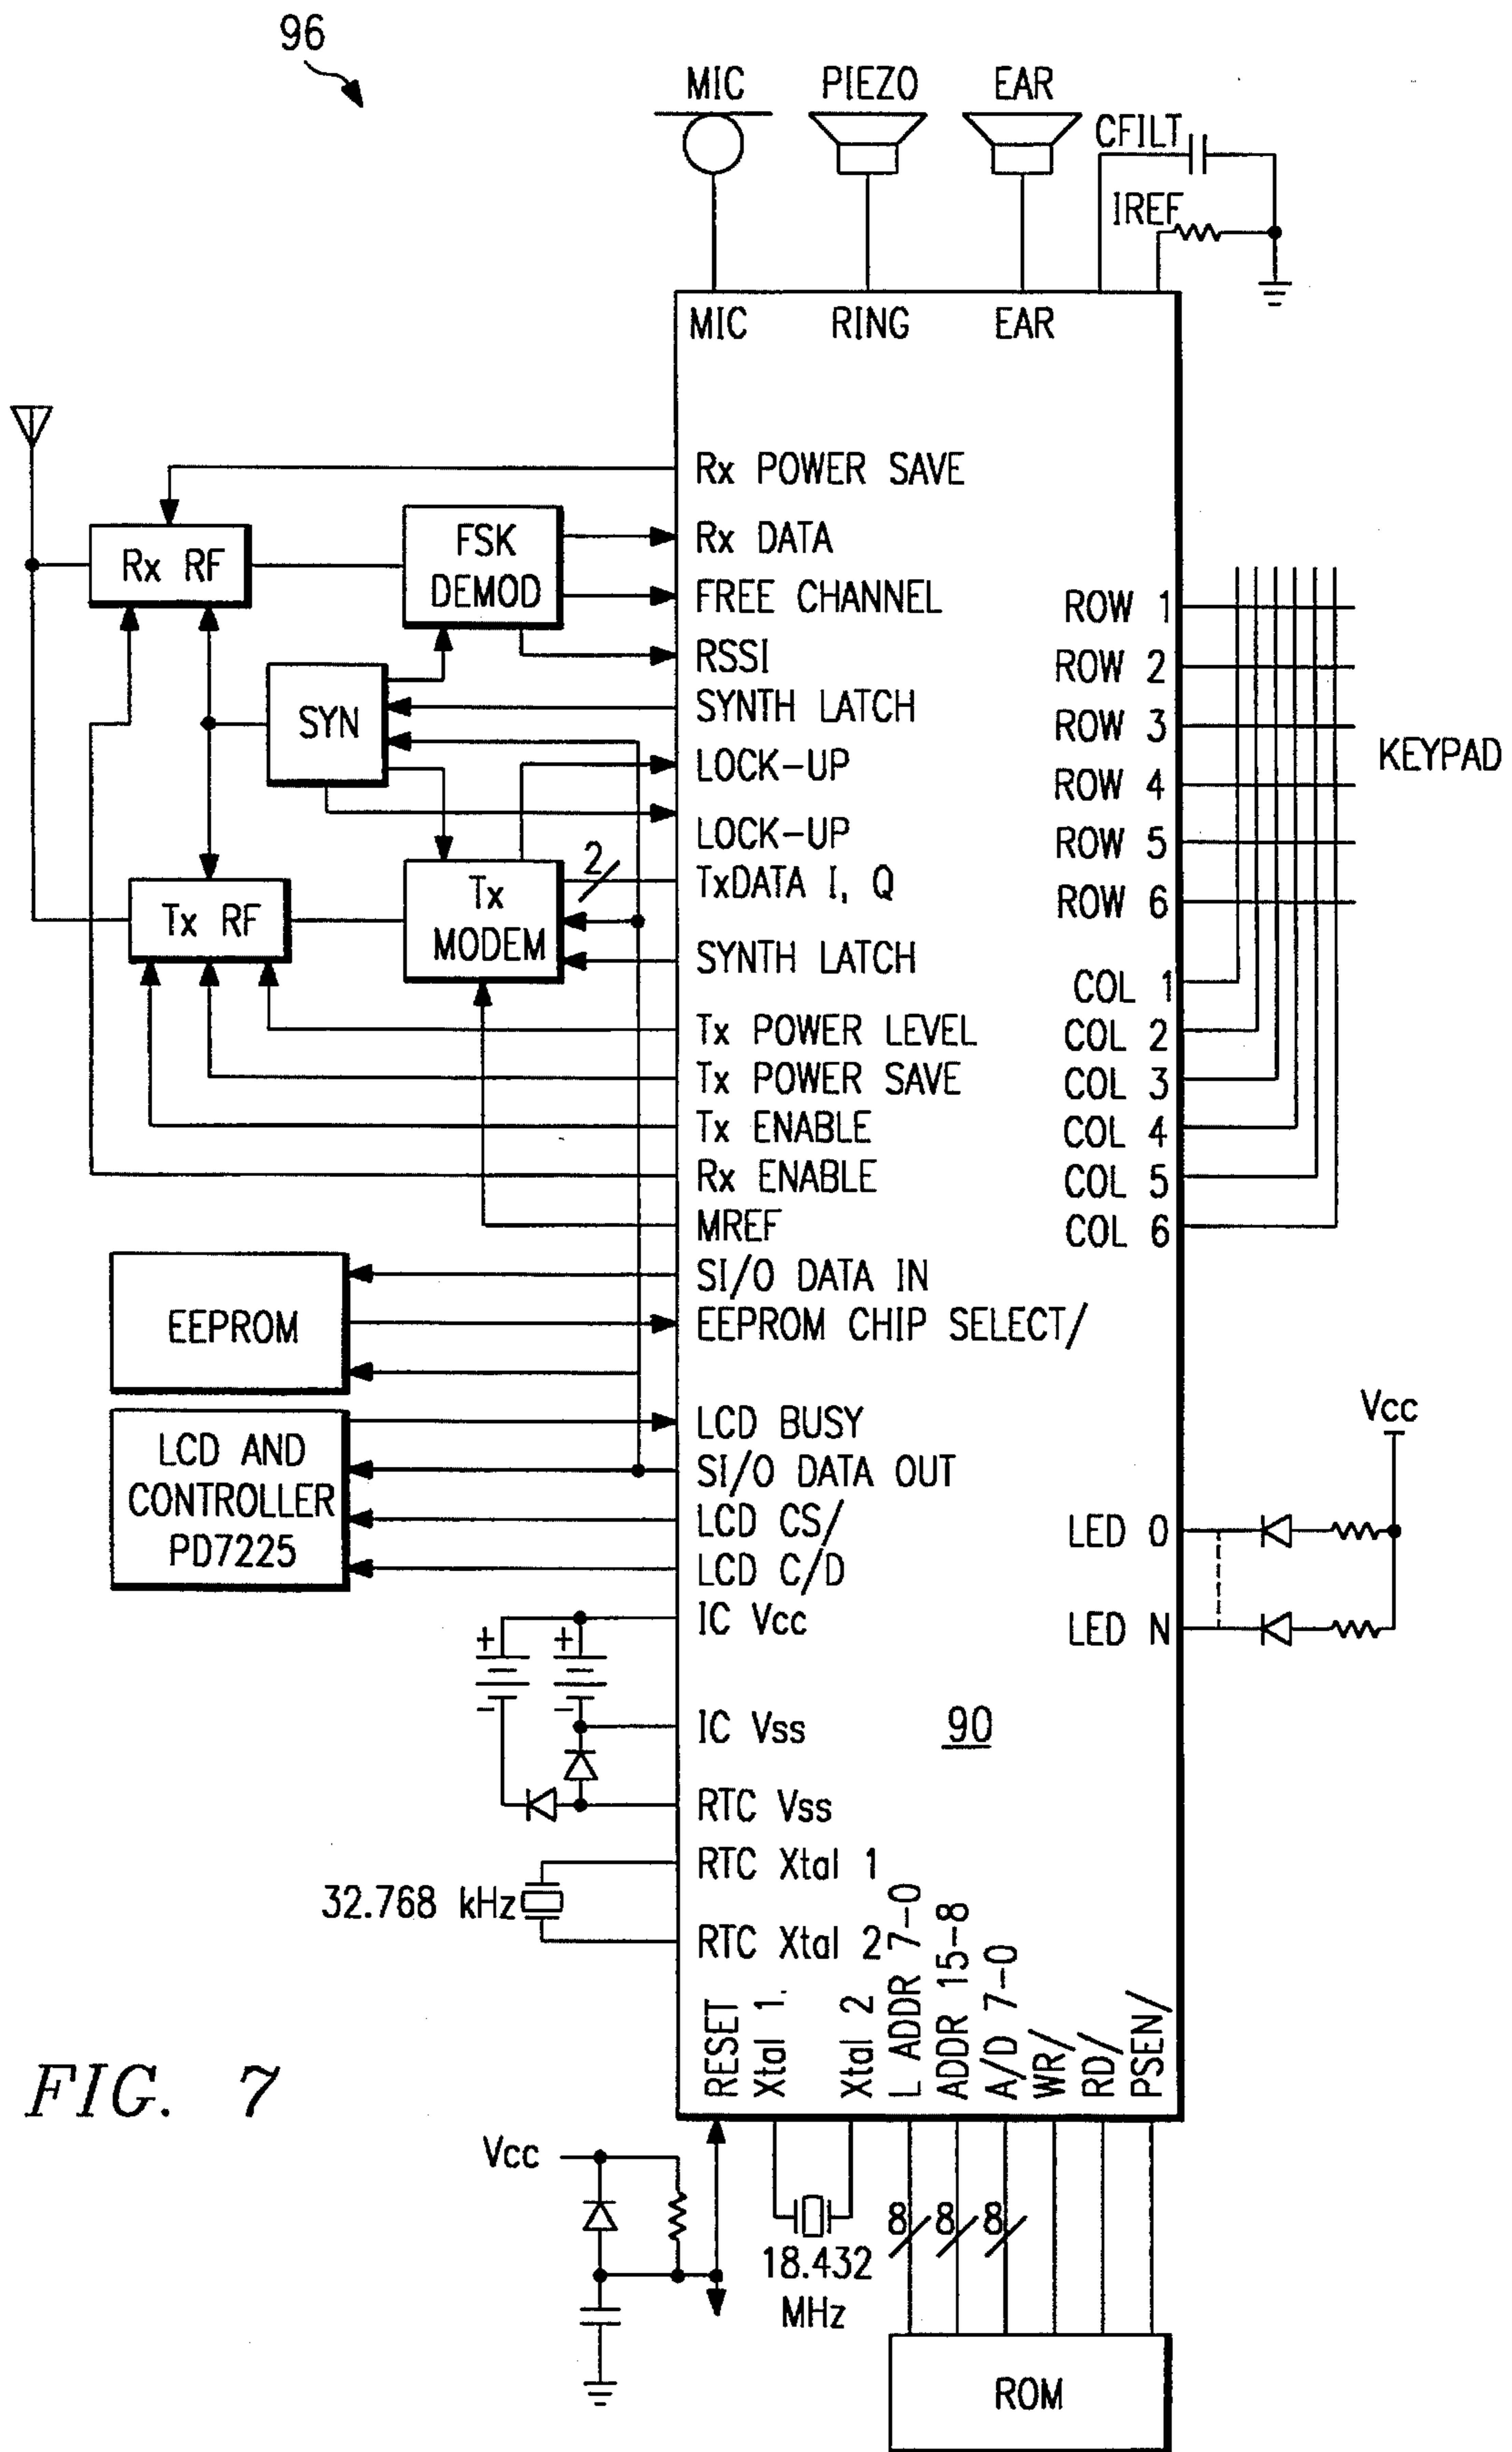 96
MIC PIEZO EAR
CFILT
IREF
MIC RING EAR
Rx POWER SAVE
Rx RF
FSK
DEMOD
Rx DATA
FREE CHANNEL
RSSI
SYN
SYNTH LATCH
LOCK-UP
LOCK-UP
2
TxDATA I, Q
Tx RF
Tx
MODEM
SYNTH LATCH
Tx POWER LEVEL
Tx POWER SAVE
Tx ENABLE
Rx ENABLE
MREF
ROW 1
ROW 2
ROW 3
ROW 4
ROW 5
ROW 6
KEYPAD
COL 1
COL 2
COL 3
COL 4
COL 5
COL 6
EEPROM
SI/O DATA IN
EEPROM CHIP SELECT/
LCD AND
CONTROLLER
PD7225
LCD BUSY
SI/O DATA OUT
LCD CS/
LCD C/D
Vcc
LED 0
LED N
IC Vcc
+ +
- -
IC Vss
90
RTC Vss
RTC Xtal 1
32.768 kHz
RTC Xtal 2
RESET
Xtal 1.
Xtal 2
L ADDR 7-0
ADDR 15-8
A/D 7-0
WR/
RD/
PSEN/
FIG. 7
Vcc
18.432
MHz
8 8 8
ROM